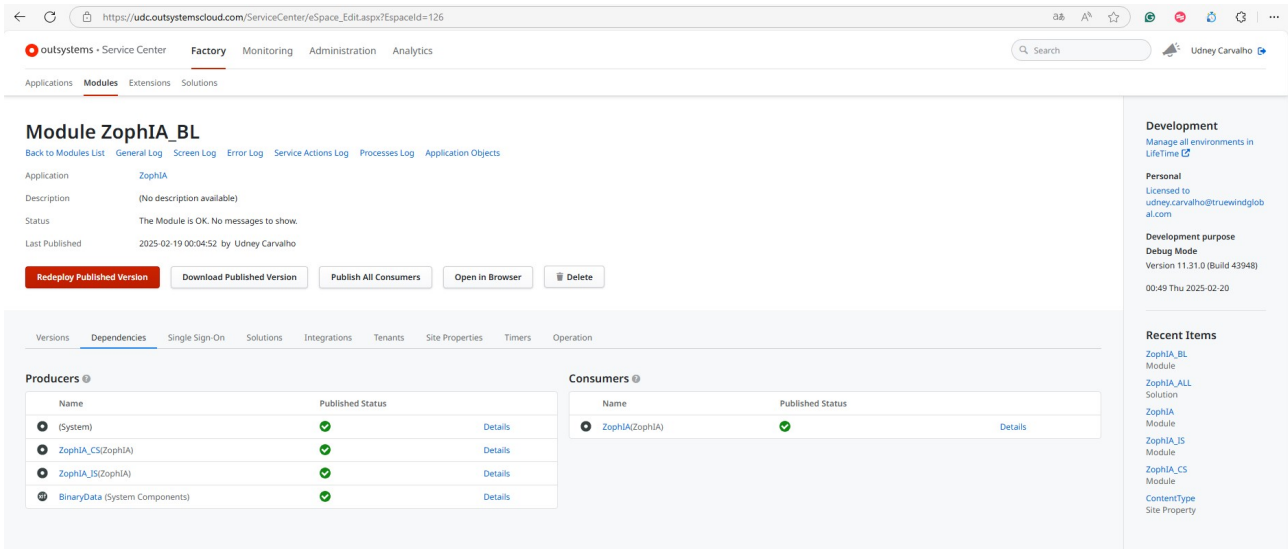 https://udc.outsystemscloud.com/ServiceCenter/eSpace_Edit.aspx?EspaceId=126
outsystems • Service Center Factory Monitoring Administration Analytics Search Udney Carvalho
Applications Modules Extensions Solutions
Module ZophIA_BL
Back to Modules List General Log Screen Log Error Log Service Actions Log Processes Log Application Objects
Application ZophIA
Description (No description available)
Status The Module is OK. No messages to show.
Last Published 2025-02-19 00:04:52 by Udney Carvalho
Redeploy Published Version Download Published Version Publish All Consumers Open in Browser Delete
Versions Dependencies Single Sign-On Solutions Integrations Tenants Site Properties Timers Operation
Producers
Name Published Status
(System) Details
ZophIA_CS(ZophIA) Details
ZophIA_IS(ZophIA) Details
BinaryData (System Components) Details
Consumers
Name Published Status
ZophIA(ZophIA) Details
Development
Manage all environments in
LifeTime
Personal
Licensed to
udney.carvalho@truewindglob
al.com
Development purpose
Debug Mode
Version 11.31.0 (Build 43948)
00:49 Thu 2025-02-20
Recent Items
ZophIA_BL
Module
ZophIA_ALL
Solution
ZophIA
Module
ZophIA_IS
Module
ZophIA_CS
Module
ContentType
Site Property